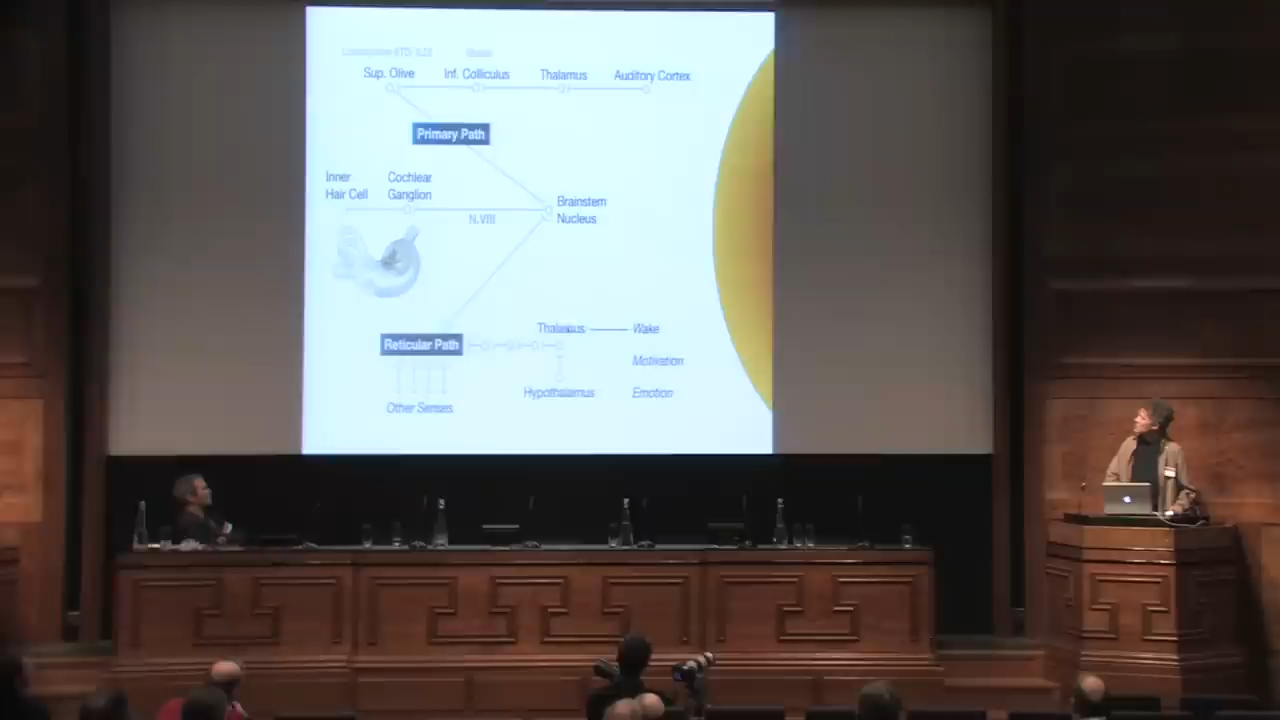 Sup. Olive
Inf. Colliculus
Thalamus
Auditory Cortex
Primary Path
Inner
Hair Cell
Cochlear
Ganglion
N.VIII
Brainstem
Nucleus
Reticular Path
Thalamus
Wake
Motivation
Hypothalamus
Emotion
Other Senses